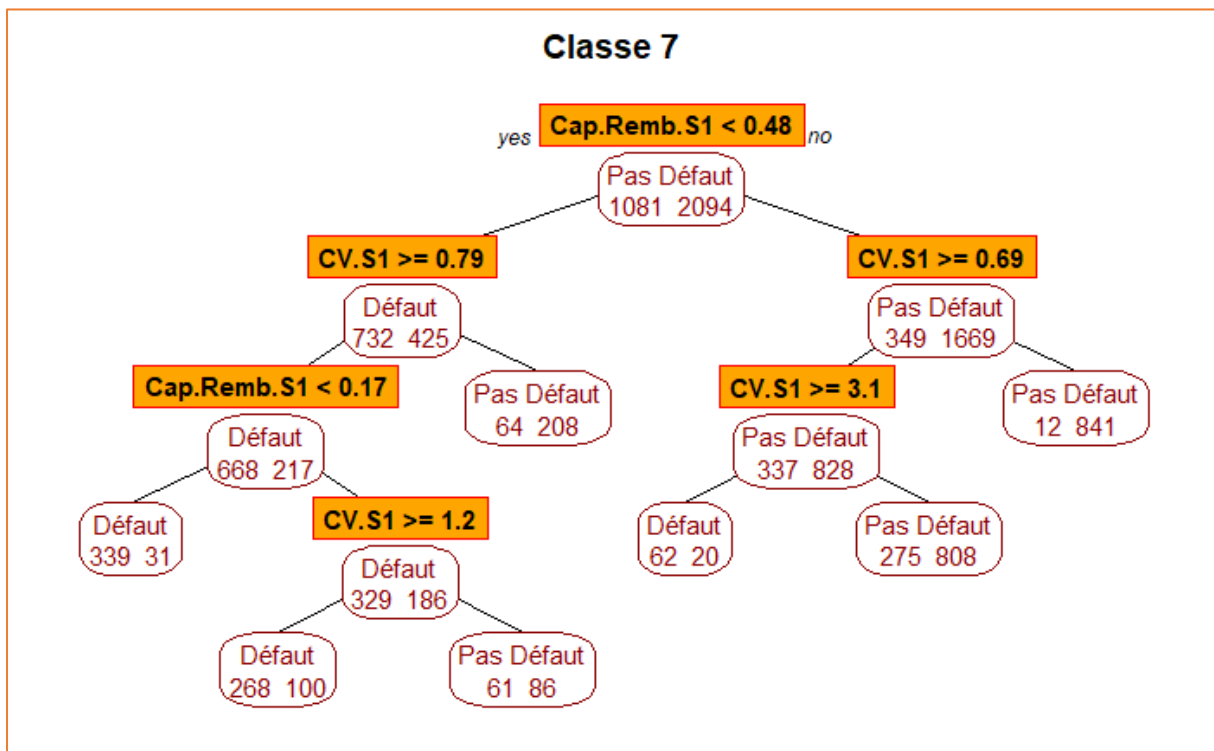 Classe 7
yes Cap.Remb.S1 < 0.48 no
Pas Défaut
1081 2094
CV.S1 >= 0.79
CV.S1 >= 0.69
Défaut
732 425
Pas Défaut
349 1669
Cap.Remb.S1 < 0.17
CV.S1 >= 3.1
Pas Défaut
64 208
Pas Défaut
12 841
Défaut
668 217
Pas Défaut
337 828
CV.S1 >= 1.2
Défaut
339 31
Défaut
62 20
Pas Défaut
275 808
Défaut
329 186
Défaut
268 100
Pas Défaut
61 86